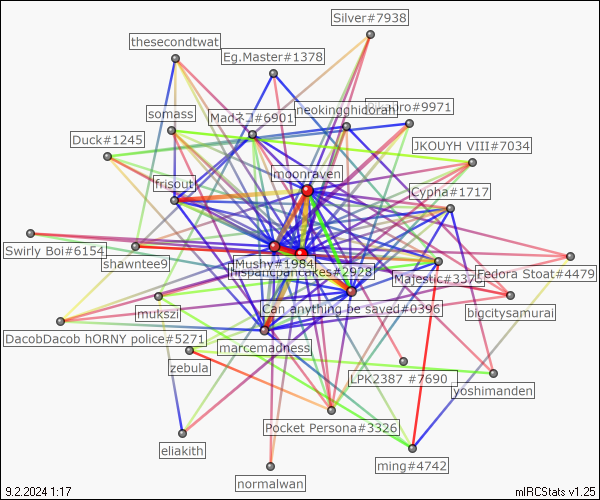 Silver#7938
thesecondtwat
Eg.Master#1378
somass
Madネコ#6901
neokingghidorah
#9971
Duck#1245
JKOUYH VIII#7034
moonraven
frisout
Cypha#1717
Swirly Boi#6154
shawntee9
Mushy#1984
#2928
Majestic#3375
Fedora Stoat#4479
mukszi
Can anything be saved#0396
bigcitysamurai
DacobDacob hORNY police#5271
marcemadness
zebula
LPK2387 #7690
yoshimanden
Pocket Persona#3326
eliakith
ming#4742
normalwan
9.2.2024 1:17
mIRCStats v1.25